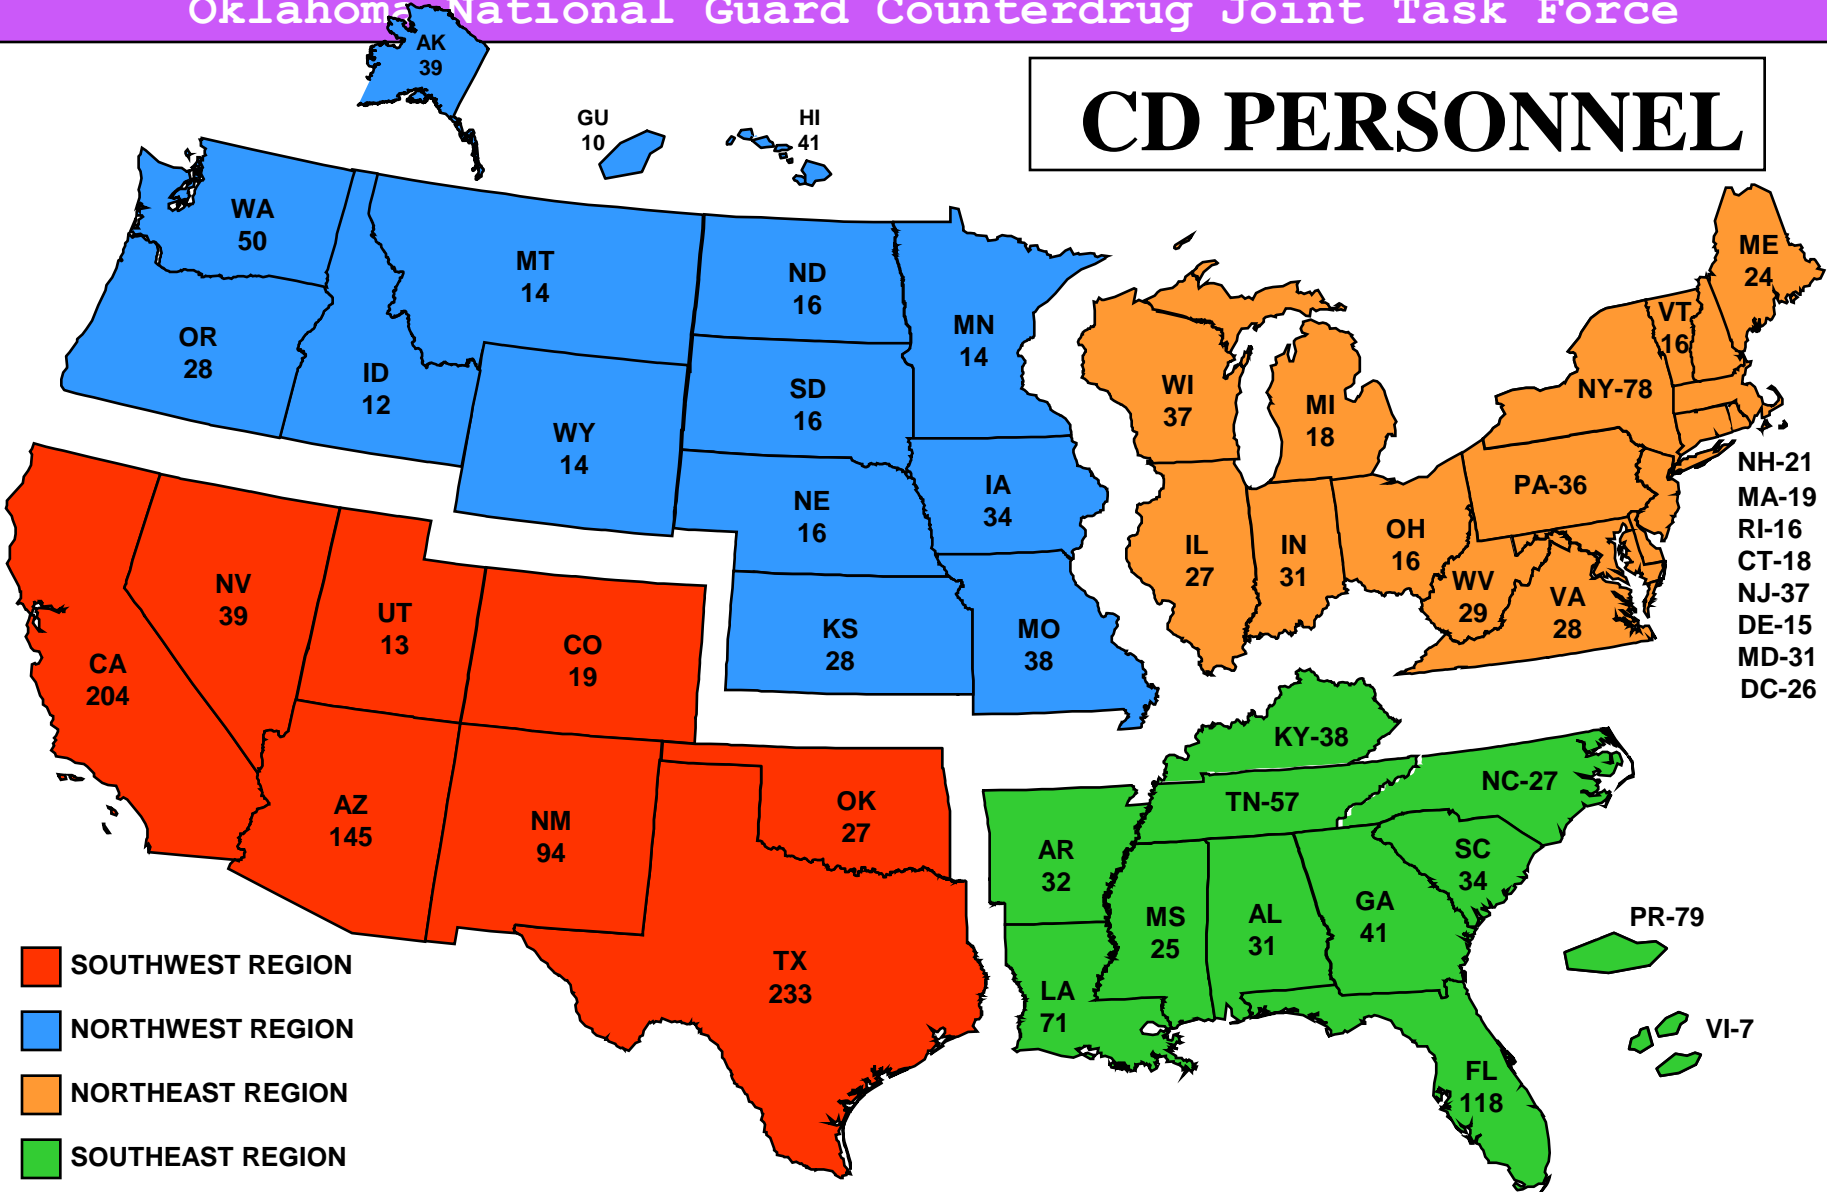 Oklahoma National Guard Counterdrug Joint Task Force
CD PERSONNEL
AK
39
GU
10
HI
41
WA
50
MT
14
ND
16
MN
14
OR
28
ID
12
WY
14
SD
16
NE
16
IA
34
KS
28
MO
38
ME
24
VT
16
NY-78
WI
37
MI
18
PA-36
IL
27
IN
31
OH
16
WV
29
VA
28
NH-21
MA-19
RI-16
CT-18
NJ-37
DE-15
MD-31
DC-26
CA
204
NV
39
UT
13
CO
19
AZ
145
NM
94
OK
27
TX
233
KY-38
TN-57
NC-27
AR
32
SC
34
MS
25
AL
31
GA
41
LA
71
FL
118
PR-79
VI-7
SOUTHWEST REGION
NORTHWEST REGION
NORTHEAST REGION
SOUTHEAST REGION